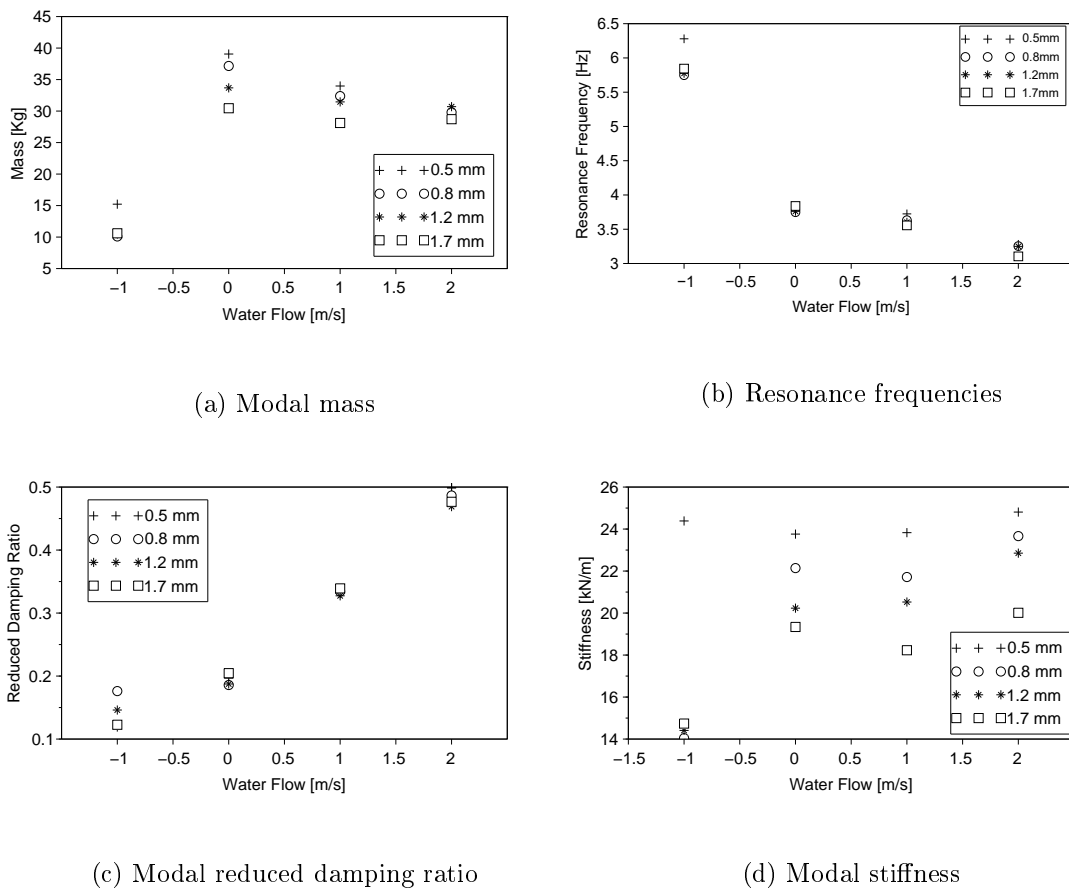 45
40
35
30
25
20
15
10
5
Mass [Kg]
−1 −0.5 0 0.5 1 1.5 2
Water Flow [m/s]
0.5 mm
0.8 mm
1.2 mm
1.7 mm
(a) Modal mass
6.5
6
5.5
5
4.5
4
3.5
3
Resonance Frequency [Hz]
−1 −0.5 0 0.5 1 1.5 2
Water Flow [m/s]
0.5mm
0.8mm
1.2mm
1.7mm
(b) Resonance frequencies
0.5
0.4
0.3
0.2
0.1
Reduced Damping Ratio
−1 −0.5 0 0.5 1 1.5 2
Water Flow [m/s]
0.5 mm
0.8 mm
1.2 mm
1.7 mm
(c) Modal reduced damping ratio
26
24
22
20
18
16
14
Stiffness [kN/m]
−1.5 −1 −0.5 0 0.5 1 1.5 2
Water Flow [m/s]
0.5 mm
0.8 mm
1.2 mm
1.7 mm
(d) Modal stiffness